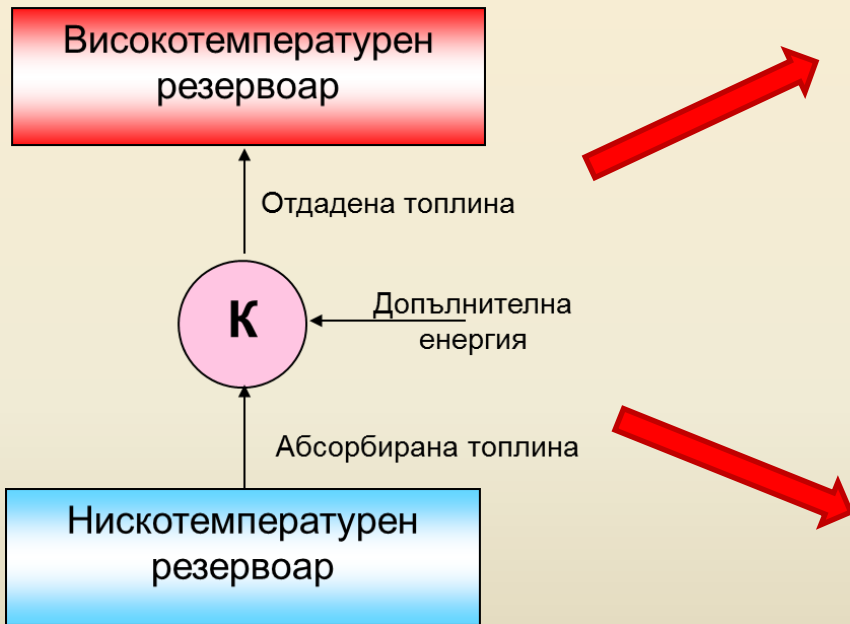 Високотемпературен
резервоар
Отдадена топлина
К
Допълнителна
енергия
Абсорбирана топлина
Нискотемпературен
резервоар